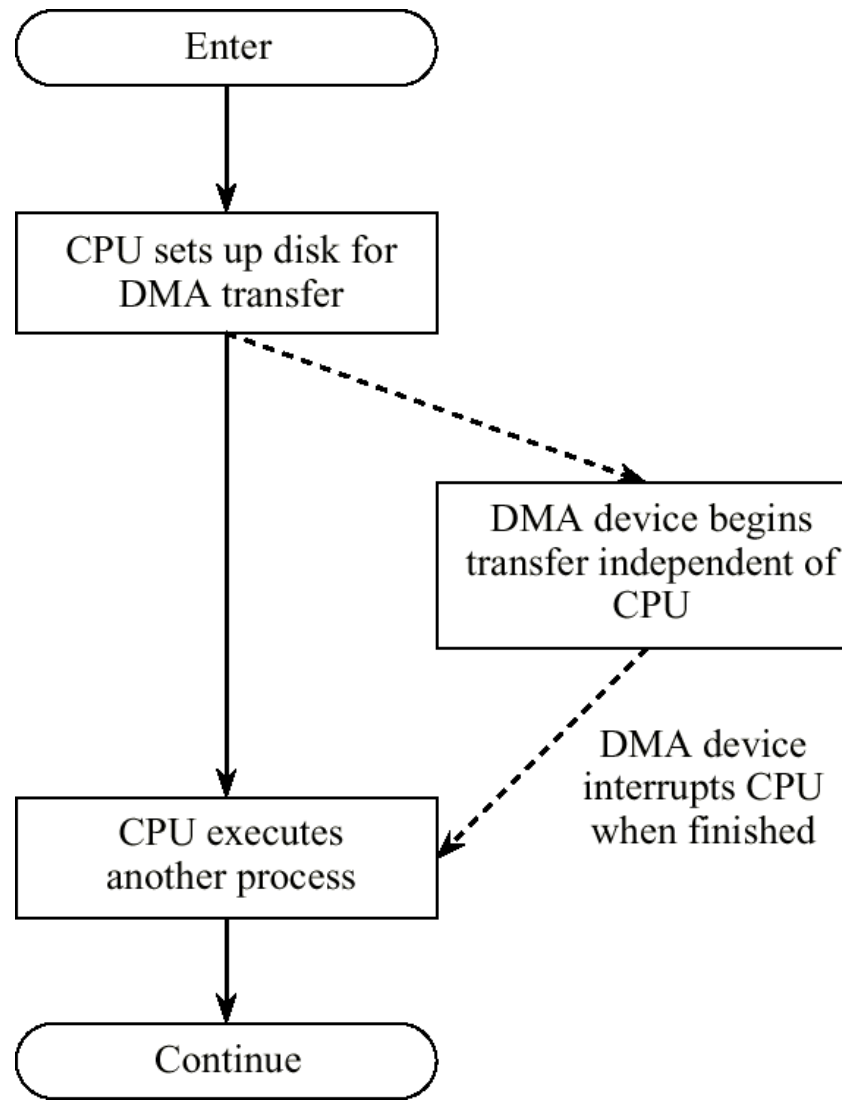 Enter
CPU sets up disk for
DMA transfer
DMA device begins
transfer independent of
CPU
DMA device
interrupts CPU
when finished
CPU executes
another process
Continue